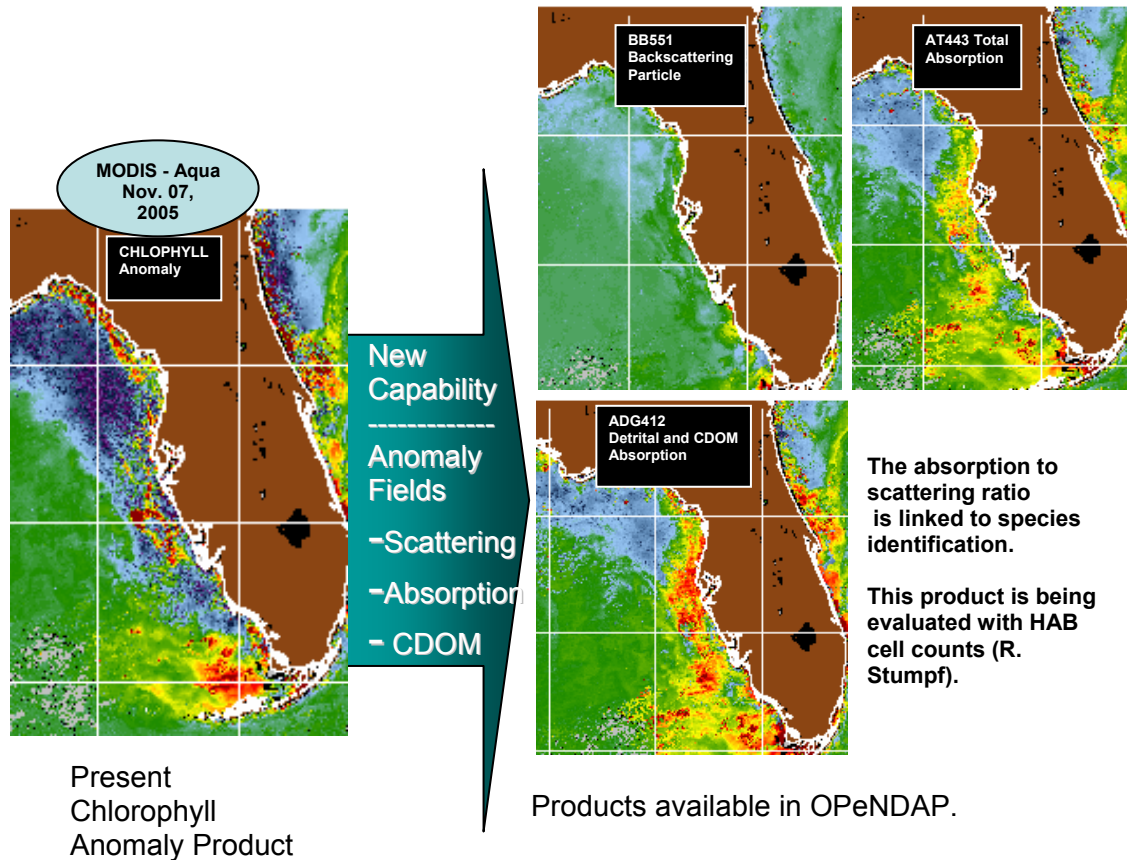 MODIS - Aqua
Nov. 07,
2005
CHLOPHYLL
Anomaly
Present
Chlorophyll
Anomaly Product
New
Capability
-------------
Anomaly
Fields
-Scattering
-Absorption
- CDOM
BB551
Backscattering
Particle
AT443 Total
Absorption
ADG412
Detrital and CDOM
Absorption
The absorption to
scattering ratio
is linked to species
identification.
This product is being
evaluated with HAB
cell counts (R.
Stumpf).
Products available in OPeNDAP.